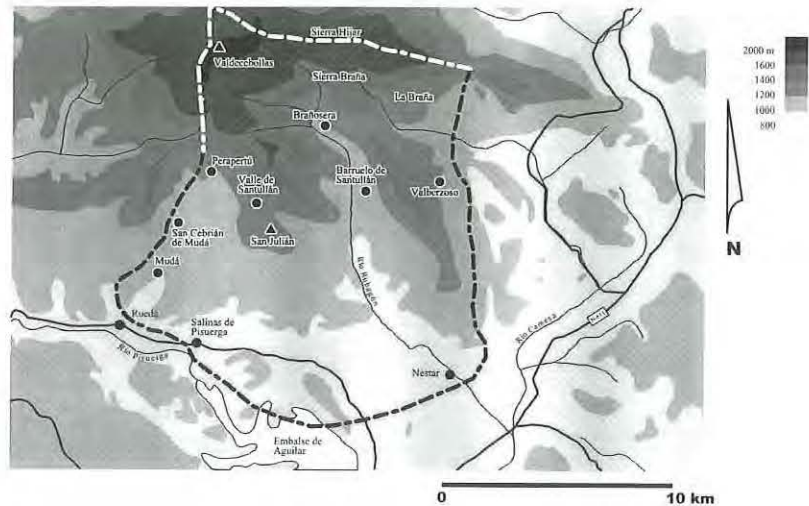 Sierra Híjar
Valdecebollas
Sierra Braña
La Braña
Brañosera
Perapertú
Valle de
Santullán
Barruelo de
Santullán
Valberzoso
San Cebrián
de Mudá
San Julián
Mudá
Río Rubagón
Rueda
Salinas de
Pisuerga
Río Pisuerga
Río Camesa
Nestar
Embalse de
Aguilar
2000 m
1600
1400
1200
1000
800
N
0 10 km